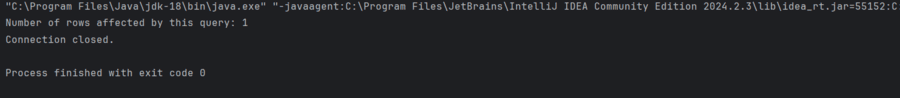 "C:\Program Files\Java\jdk-18\bin\java.exe" "-javaagent:C:\Program Files\JetBrains\IntelliJ IDEA Community Edition 2024.2.3\lib\idea_rt.jar=55152:C
Number of rows affected by this query: 1
Connection closed.
Process finished with exit code 0